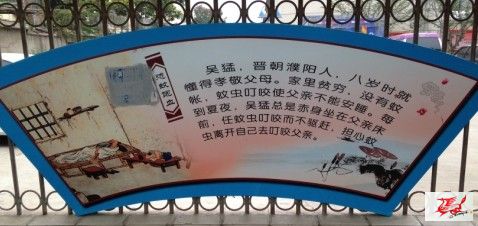 恣蚊饱血
吴猛，晋朝濮阳人，八岁时就
懂得孝敬父母。家里贫穷，没有蚊
帐，蚊虫叮咬使父亲不能安睡。每
到夏夜，吴猛总是赤身坐在父亲床
前，任蚊虫叮咬而不驱赶，担心蚊
虫离开自己去叮咬父亲。